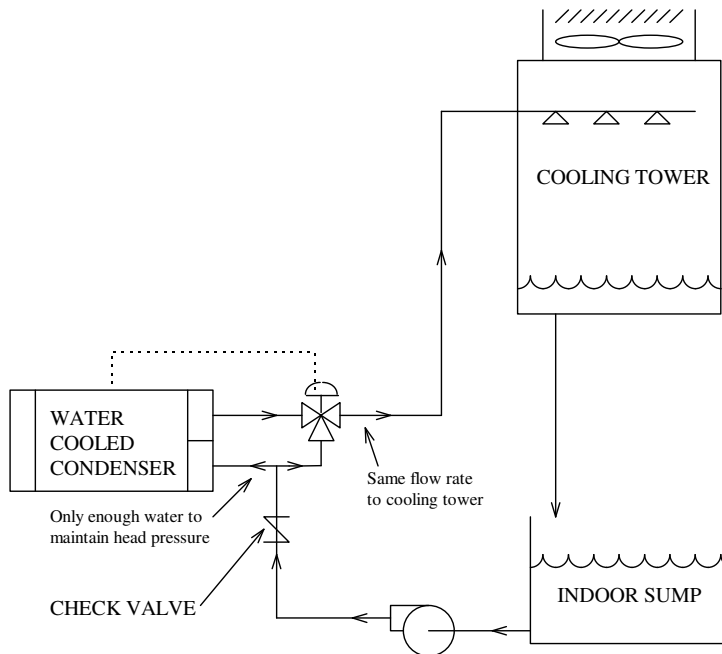 COOLING TOWER
WATER
COOLED
CONDENSER
Same flow rate
to cooling tower
Only enough water to
maintain head pressure
CHECK VALVE
INDOOR SUMP